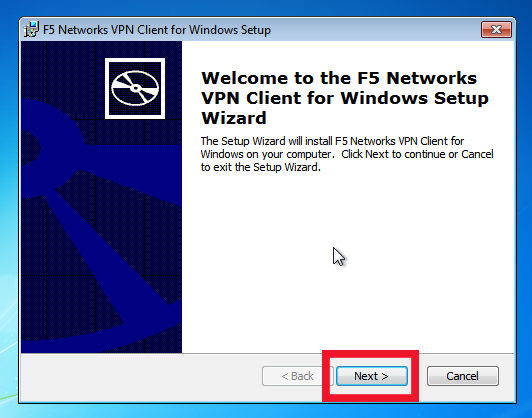 F5 Networks VPN Client for Windows Setup
Welcome to the F5 Networks
VPN Client for Windows Setup
Wizard
The Setup Wizard will install F5 Networks VPN Client for
Windows on your computer.  Click Next to continue or Cancel
to exit the Setup Wizard.
< Back Next > Cancel